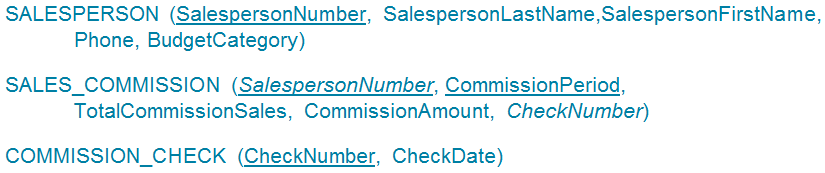 SALESPERSON (SalespersonNumber, SalespersonLastName,SalespersonFirstName,
Phone, BudgetCategory)
SALES_COMMISSION (SalespersonNumber, CommissionPeriod,
TotalCommissionSales, CommissionAmount, CheckNumber)
COMMISSION_CHECK (CheckNumber, CheckDate)